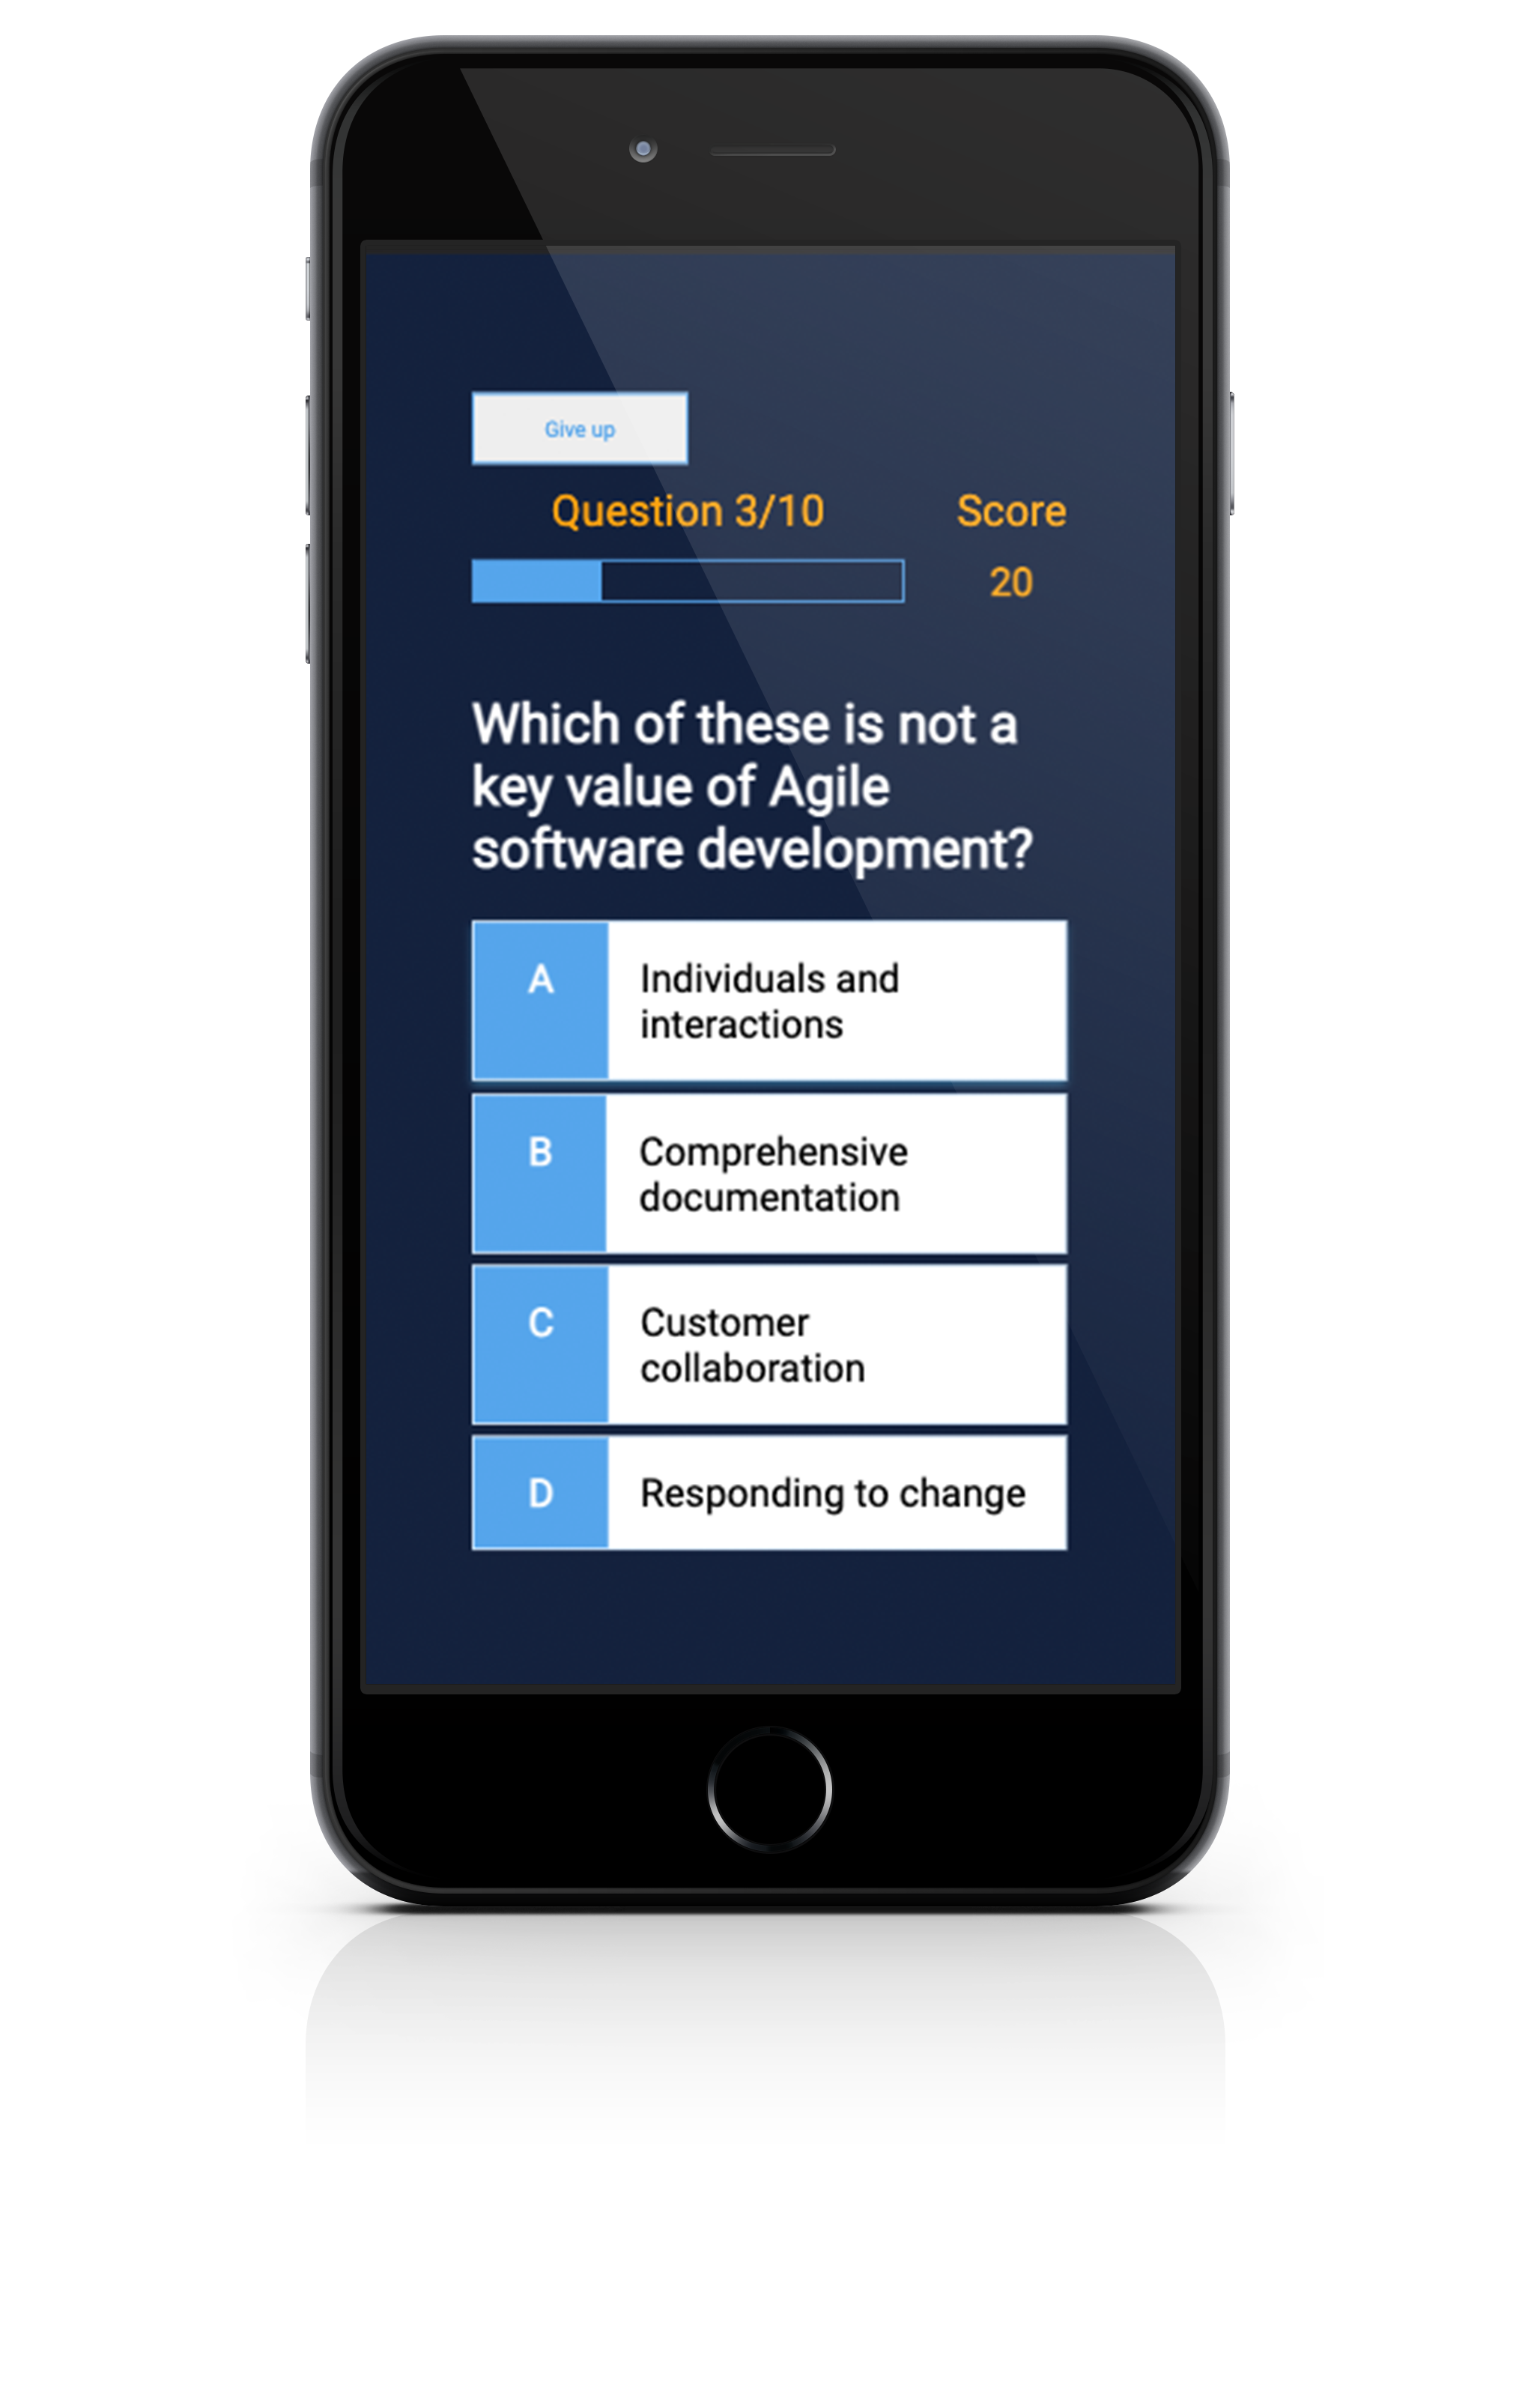 Give up
Question 3/10
Score
20
Which of these is not a
key value of Agile
software development?
A
Individuals and
interactions
B
Comprehensive
documentation
C
Customer
collaboration
D
Responding to change